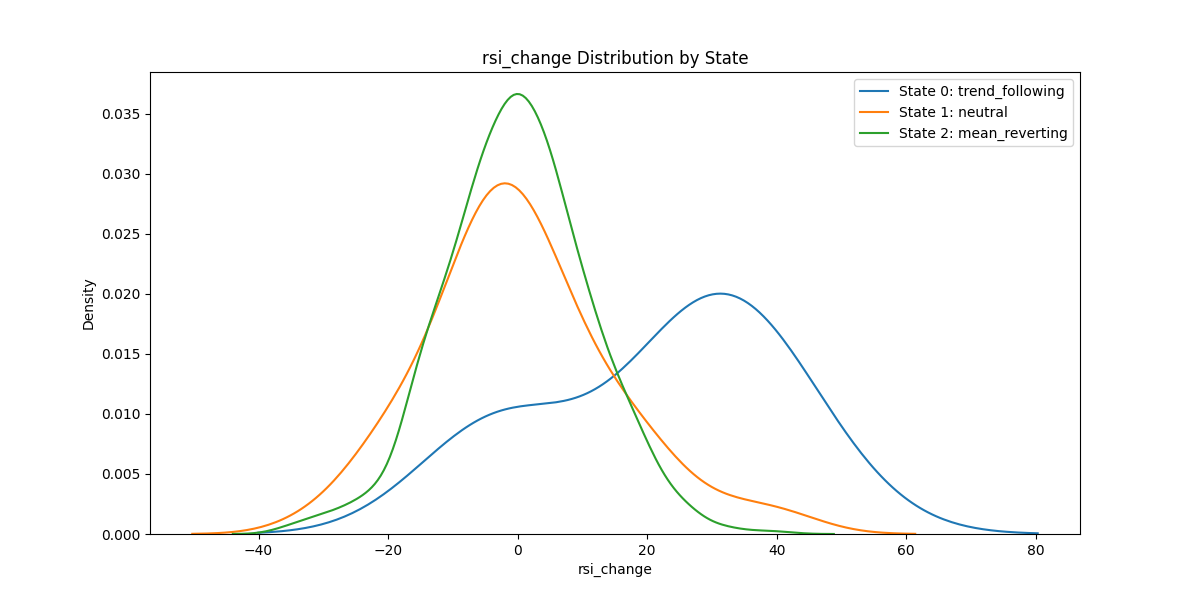 rsi_change Distribution by State
State 0: trend_following
State 1: neutral
State 2: mean_reverting
Density
0.035
0.030
0.025
0.020
0.015
0.010
0.005
0.000
−40 −20 0 20 40 60 80
rsi_change